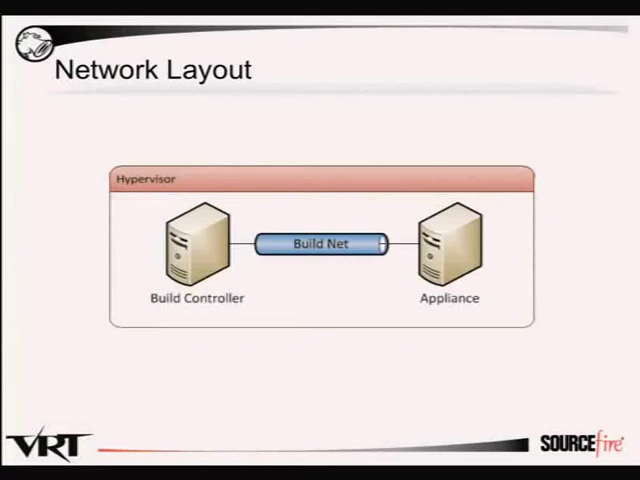 Network Layout
Hypervisor
Build Net
Build Controller
Appliance
VRT
SOURCEfire